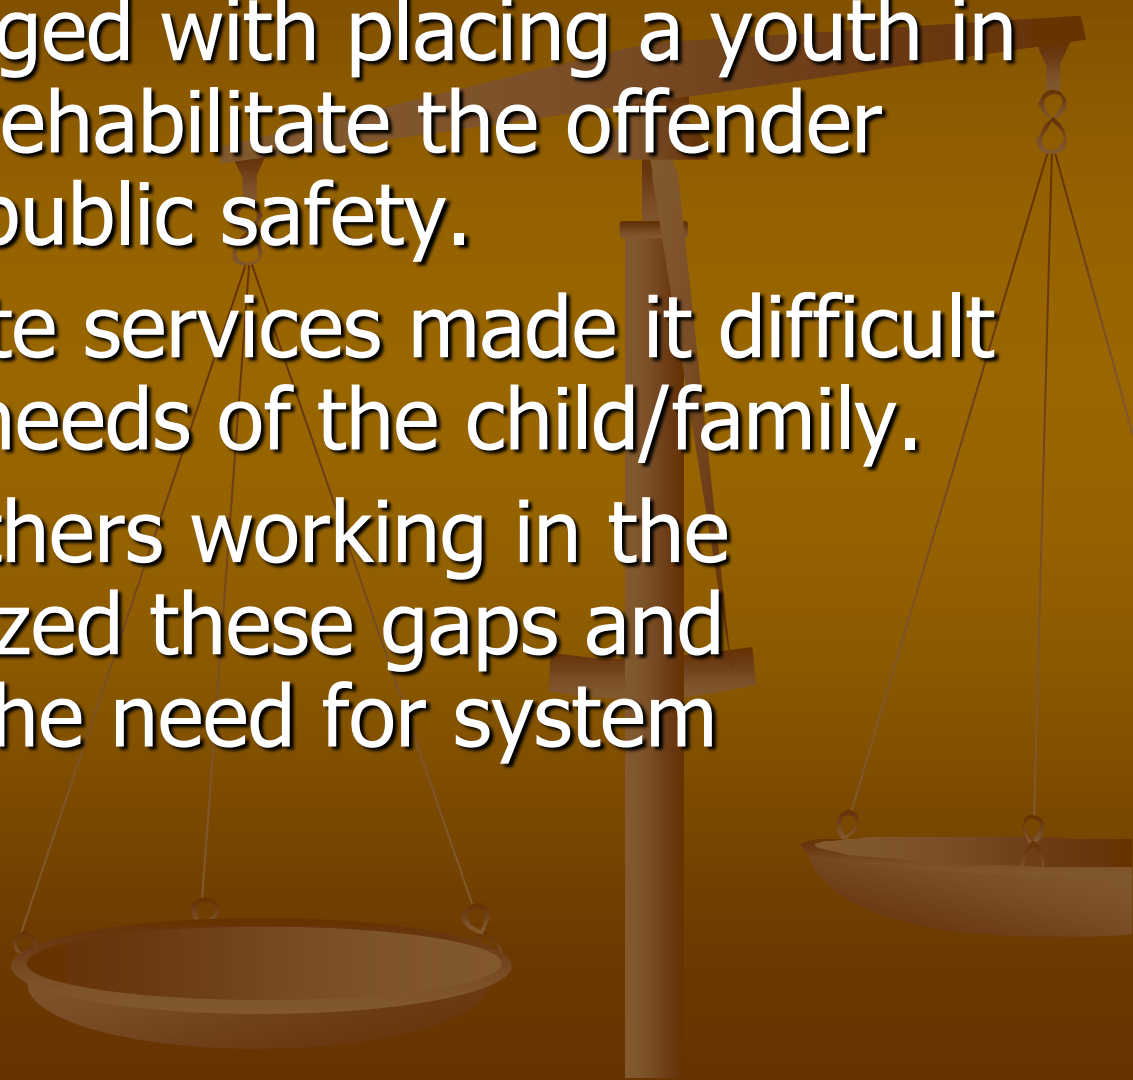 ged with placing a youth in
ehabilitate the offender
public safety.
te services made it difficult
needs of the child/family.
thers working in the
zed these gaps and
he need for system